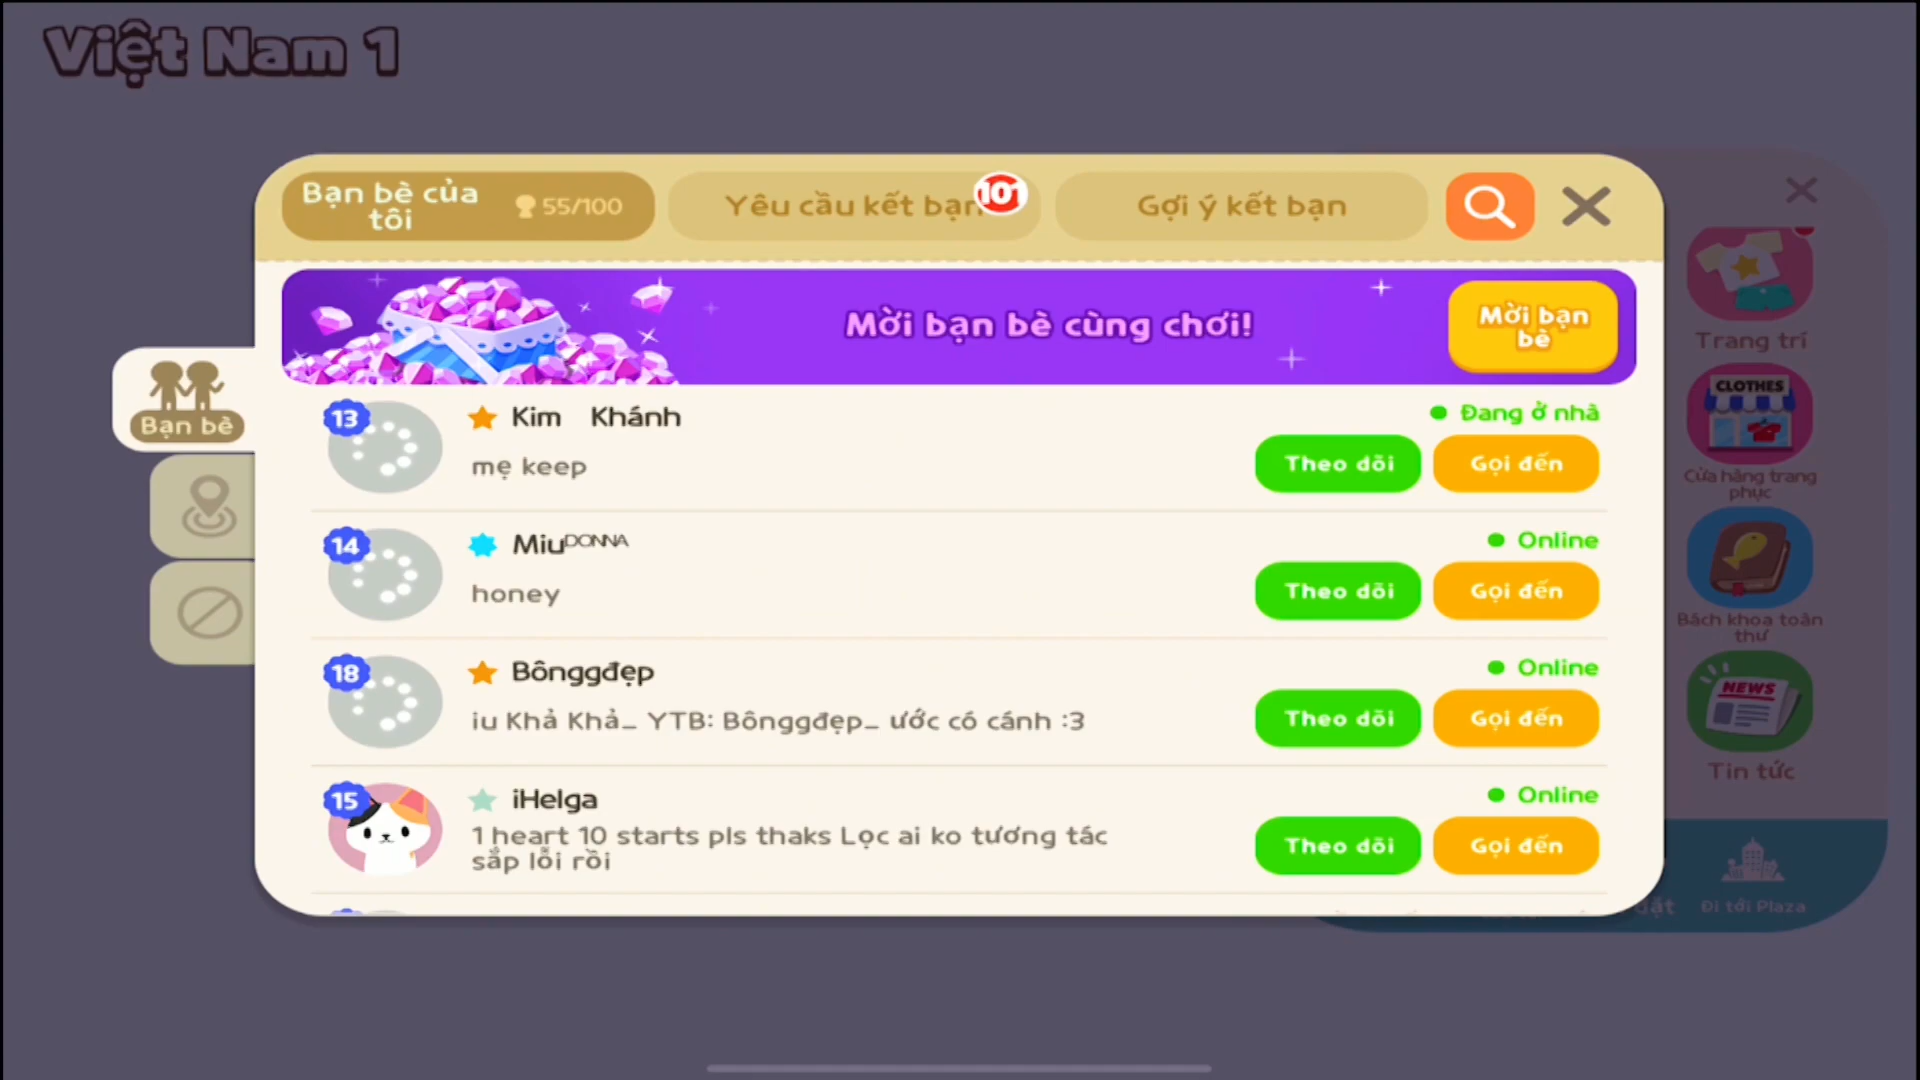 Việt Nam 1
Bạn bè của
tôi
55/100
Yêu cầu kết bạn
101
Gợi ý kết bạn
Mời bạn bè cùng chơi!
Mời bạn
bè
Bạn bè
13
Kim Khánh
mẹ keep
Đang ở nhà
Theo dõi
Gọi đến
14
MiuDONNA
honey
Online
Theo dõi
Gọi đến
18
Bônggđẹp
iu Khả Khả_ YTB: Bônggđẹp_ ước có cánh :3
Online
Theo dõi
Gọi đến
15
iHelga
1 heart 10 starts pls thaks Lọc ai ko tương tác
sắp lỗi rồi
Online
Theo dõi
Gọi đến
Trang trí
CLOTHES
Cửa hàng trang
phục
Bách khoa toàn
thư
NEWS
Tin tức
Đi tới Plaza